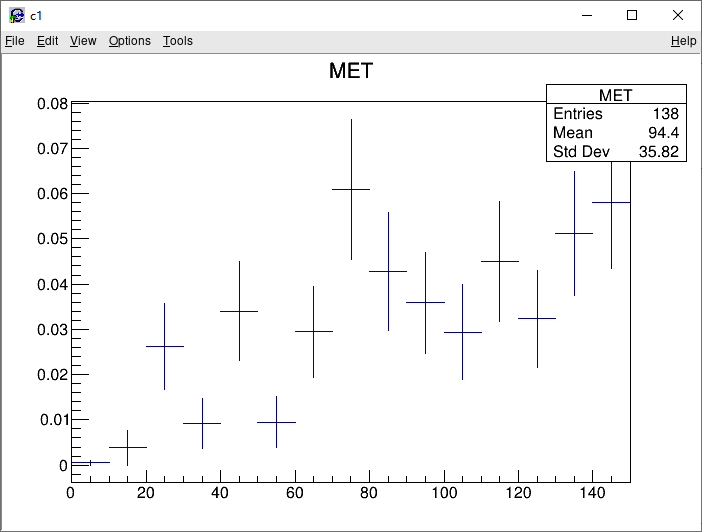 c1
File Edit View Options Tools Help
MET
MET
Entries 138
Mean 94.4
Std Dev 35.82
0.08
0.07
0.06
0.05
0.04
0.03
0.02
0.01
0
0 20 40 60 80 100 120 140